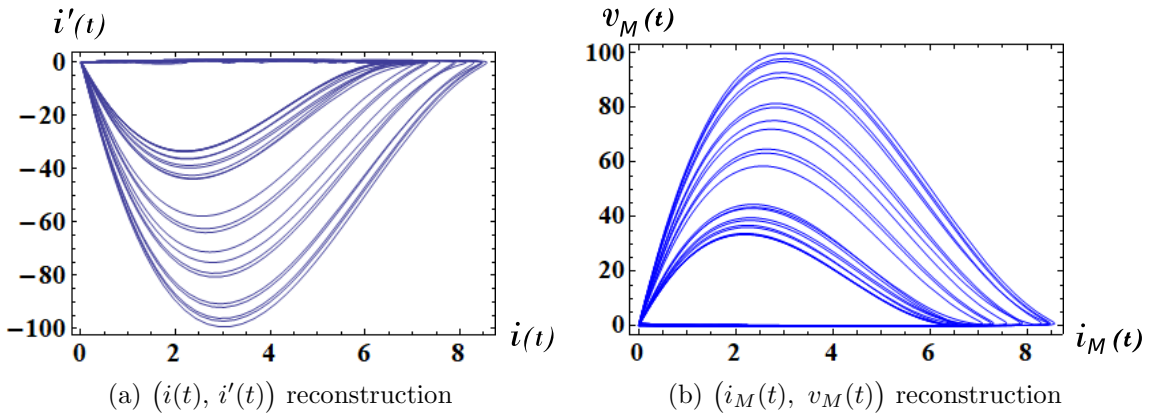 i′(t)
0
−20
−40
−60
−80
−100
0 2 4 6 8
i(t)
(a) (i(t), i′(t)) reconstruction
v_M(t)
100
80
60
40
20
0
0 2 4 6 8
i_M(t)
(b) (i_M(t), v_M(t)) reconstruction